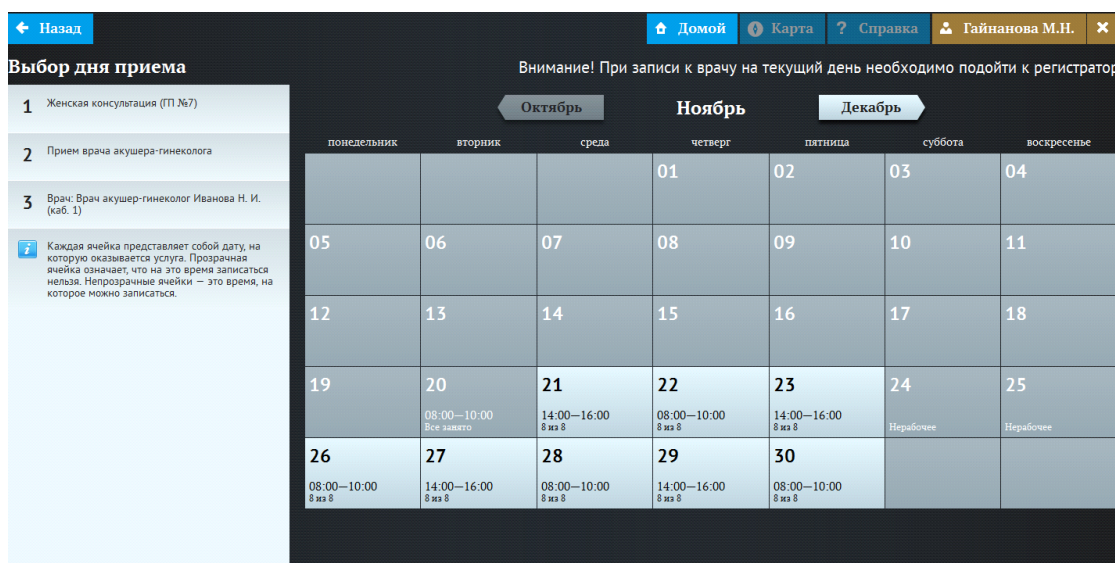 Назад
Домой
Карта
? Справка
Гайнанова М.Н.
Выбор дня приема
Внимание! При записи к врачу на текущий день необходимо подойти к регистратор
1 Женская консультация (ГП №7)
2 Прием врача акушера-гинеколога
3 Врач: Врач акушер-гинеколог Иванова Н. И.
(каб. 1)
Каждая ячейка представляет собой дату, на
которую оказывается услуга. Прозрачная
ячейка означает, что на это время записаться
нельзя. Непрозрачные ячейки — это время, на
которое можно записаться.
Октябрь Ноябрь Декабрь
понедельник вторник среда четверг пятница суббота воскресенье
01 02 03 04
05 06 07 08 09 10 11
12 13 14 15 16 17 18
19 20 21 22 23 24 25
08:00—10:00 14:00—16:00 08:00—10:00 14:00—16:00
Все занято 8 из 8 8 из 8 8 из 8 Нерабочее Нерабочее
26 27 28 29 30
08:00—10:00 14:00—16:00 08:00—10:00 14:00—16:00 08:00—10:00
8 из 8 8 из 8 8 из 8 8 из 8 8 из 8